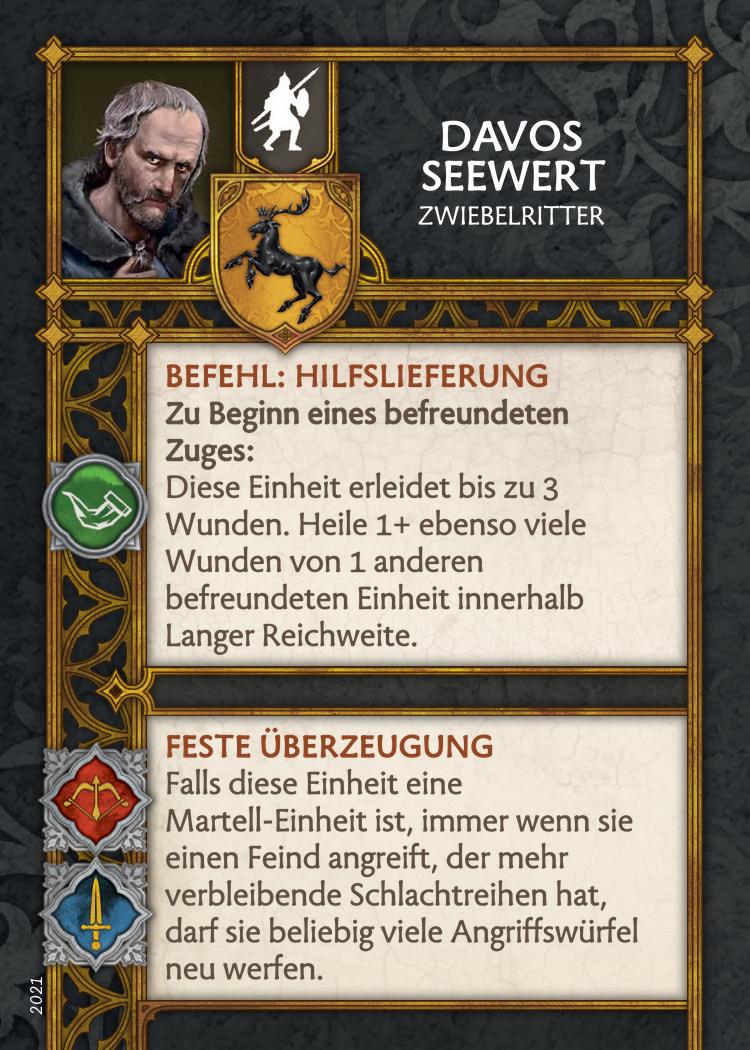 DAVOS
SEEWERT
ZWIEBELRITTER
BEFEHL: HILFSLIEFERUNG
Zu Beginn eines befreundeten
Zuges:
Diese Einheit erleidet bis zu 3
Wunden. Heile 1+ ebenso viele
Wunden von 1 anderen
befreundeten Einheit innerhalb
Langer Reichweite.
FESTE ÜBERZEUGUNG
Falls diese Einheit eine
Martell-Einheit ist, immer wenn sie
einen Feind angreift, der mehr
verbleibende Schlachtreihen hat,
darf sie beliebig viele Angriffswürfel
neu werfen.
2021